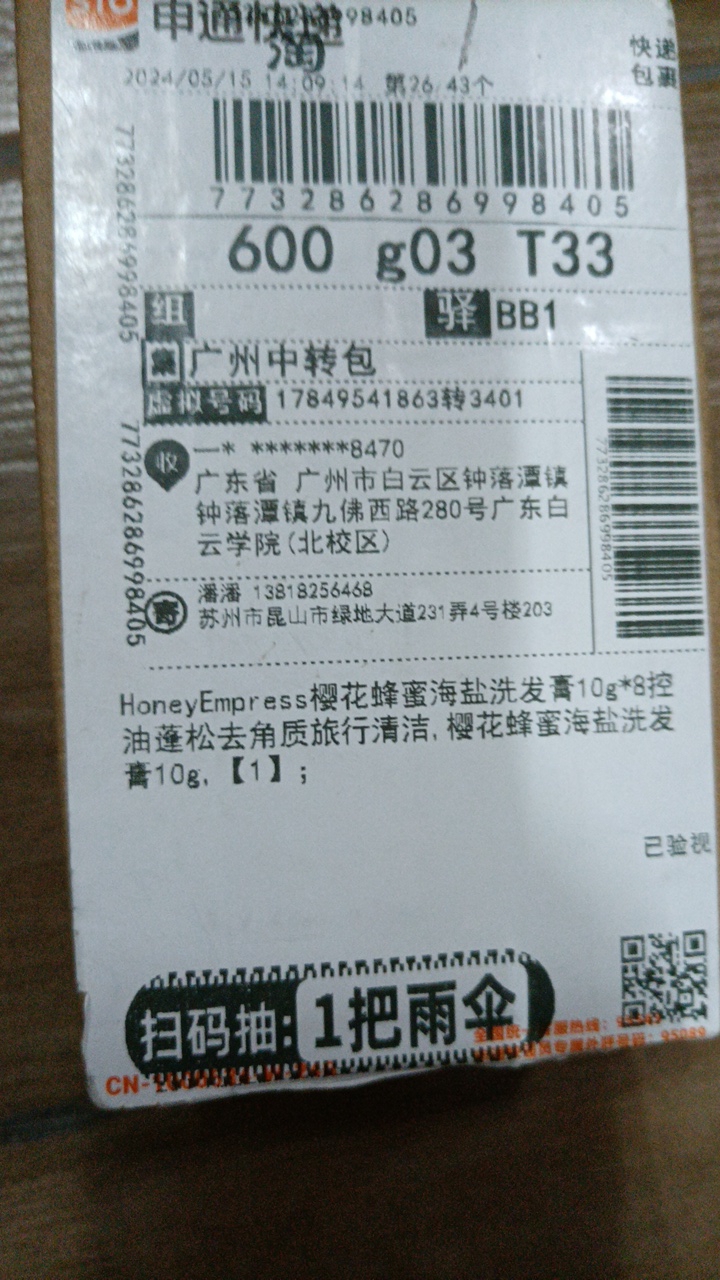 申通快递
2024/05/15 14:09:14 第26/43个
快递
包裹
773286286998405
600 g03 T33
组
驿 BB1
集 广州中转包
虚拟号码 17849541863转3401
收 一* *******8470
广东省 广州市白云区钟落潭镇
钟落潭镇九佛西路280号广东白
云学院(北校区)
寄 潘潘 13818256468
苏州市昆山市绿地大道231弄4号楼203
773286286998405
773286286998405
773286286998405
HoneyEmpress樱花蜂蜜海盐洗发膏10g*8控
油蓬松去角质旅行清洁,樱花蜂蜜海盐洗发
膏10g,【1】;
已验视
扫码抽:1把雨伞